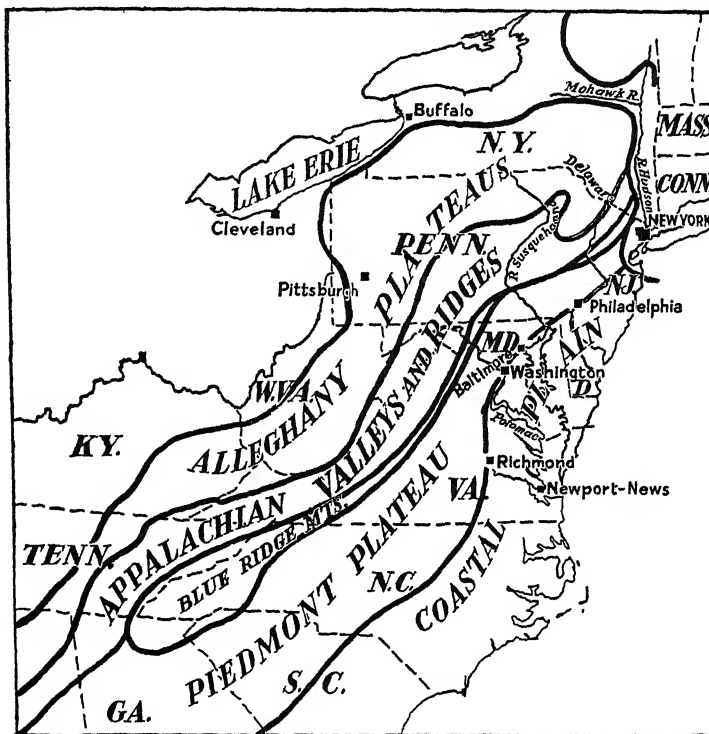 Mohawk R.
Buffalo
MASS
N.Y.
LAKE ERIE
Delaware
R. Hudson
CONN
Cleveland
NEW YORK
PLATEAUS
PENN.
R. Susquehanna
Pittsburgh
N.J.
Philadelphia
RIDGES
MD.
Baltimore
Washington
D.
PLAIN
W.VA.
ALLEGHANY
VALLEYS AND
Potomac
KY.
Richmond
VA.
Newport-News
APPALACHIAN
BLUE RIDGE MTS.
TENN.
PIEDMONT PLATEAU
N.C.
COASTAL
S. C.
GA.